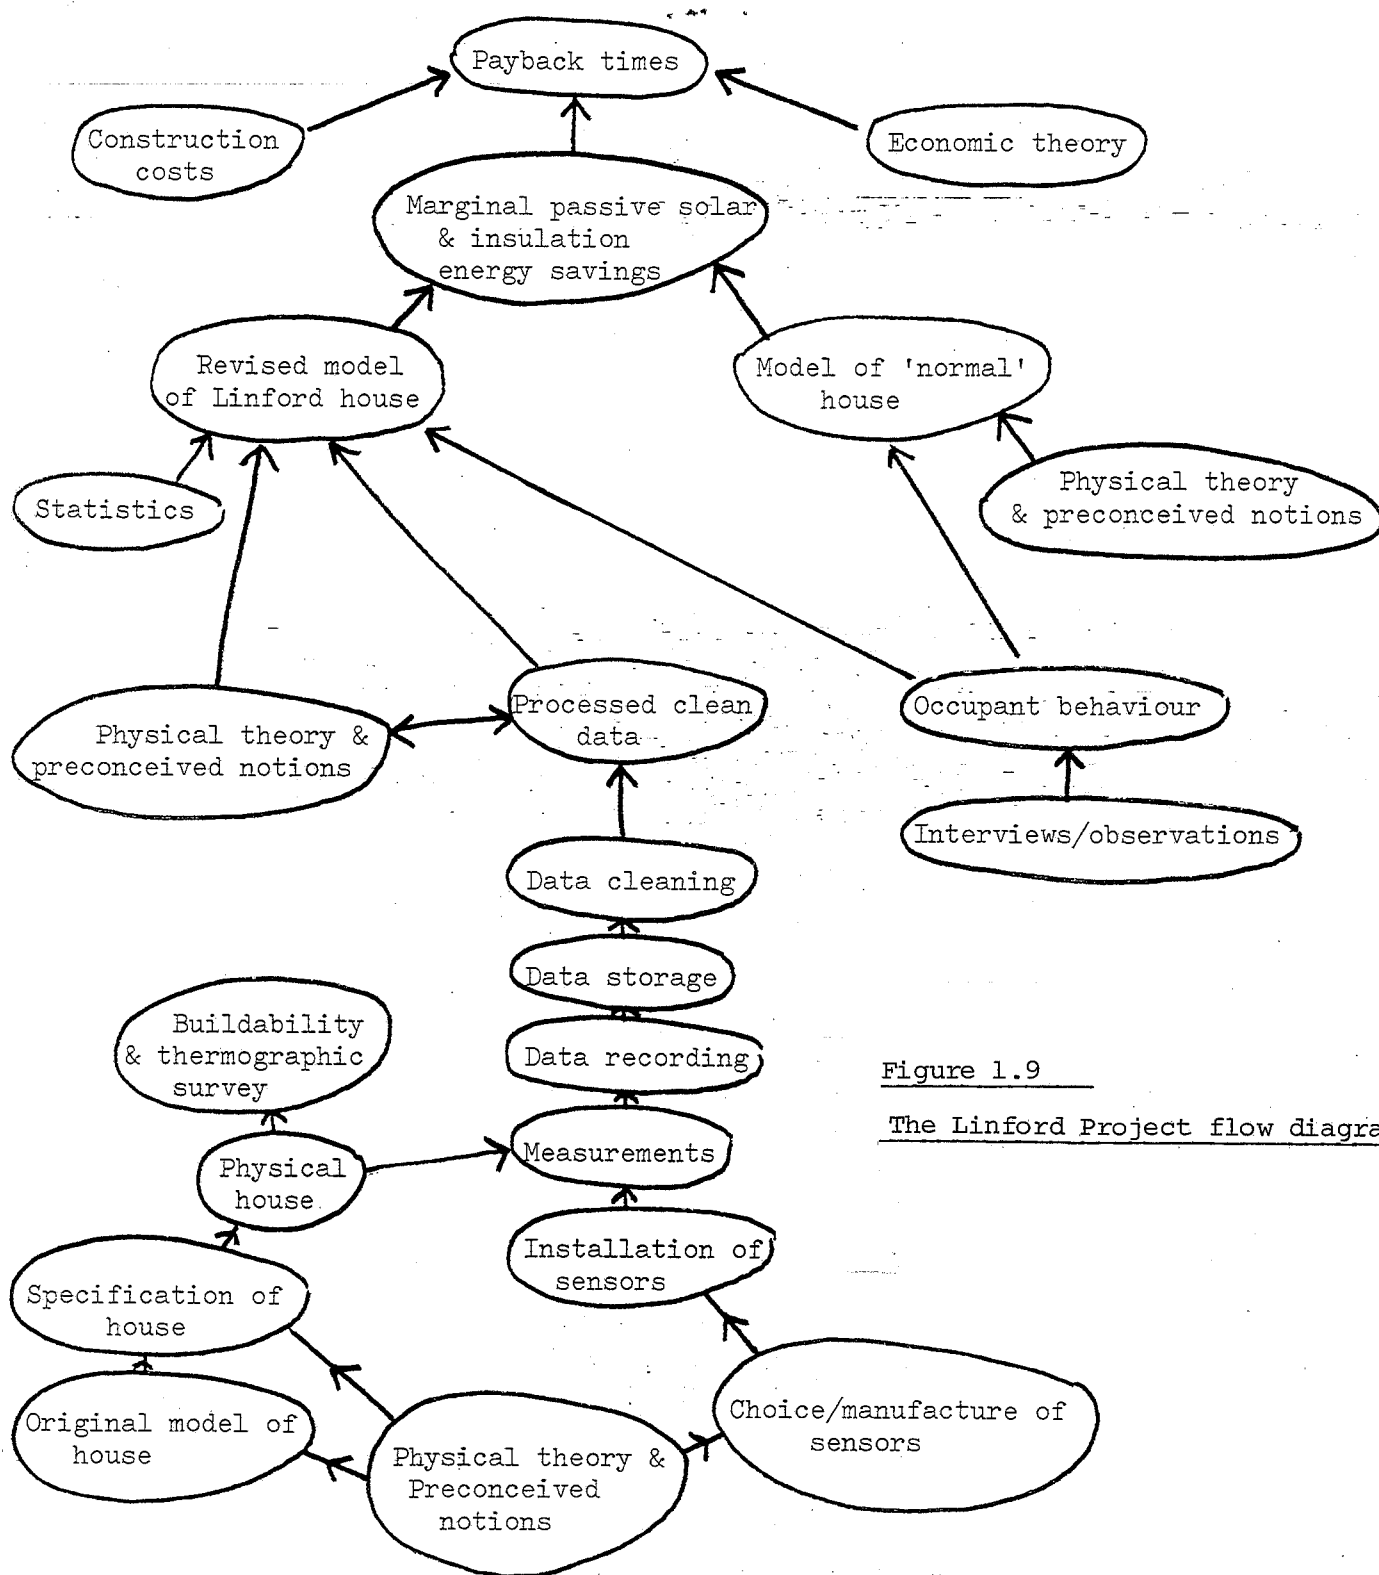 Payback times
Construction
costs
Economic theory
Marginal passive solar
& insulation
energy savings
Revised model
of Linford house
Model of 'normal'
house
Statistics
Physical theory
& preconceived notions
Physical theory &
preconceived notions
Processed clean
data
Occupant behaviour
Interviews/observations
Data cleaning
Data storage
Buildability
& thermographic
survey
Data recording
Figure 1.9
The Linford Project flow diagra
Physical
house
Measurements
Installation of
sensors
Specification of
house
Original model of
house
Physical theory &
Preconceived
notions
Choice/manufacture of
sensors